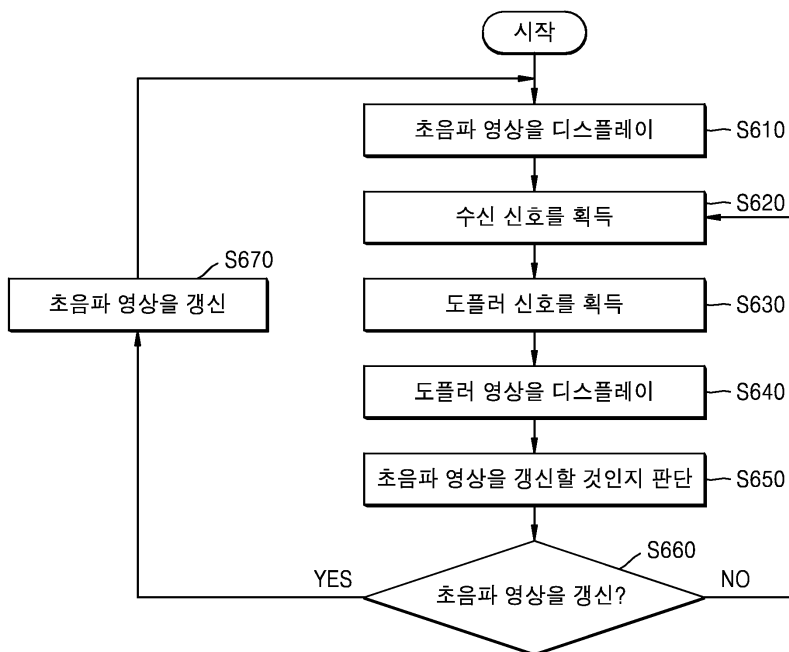 시작
초음파 영상을 디스플레이
S610
수신 신호를 획득
S620
도플러 신호를 획득
S630
도플러 영상을 디스플레이
S640
초음파 영상을 갱신할 것인지 판단
S650
초음파 영상을 갱신?
S660
YES
NO
초음파 영상을 갱신
S670